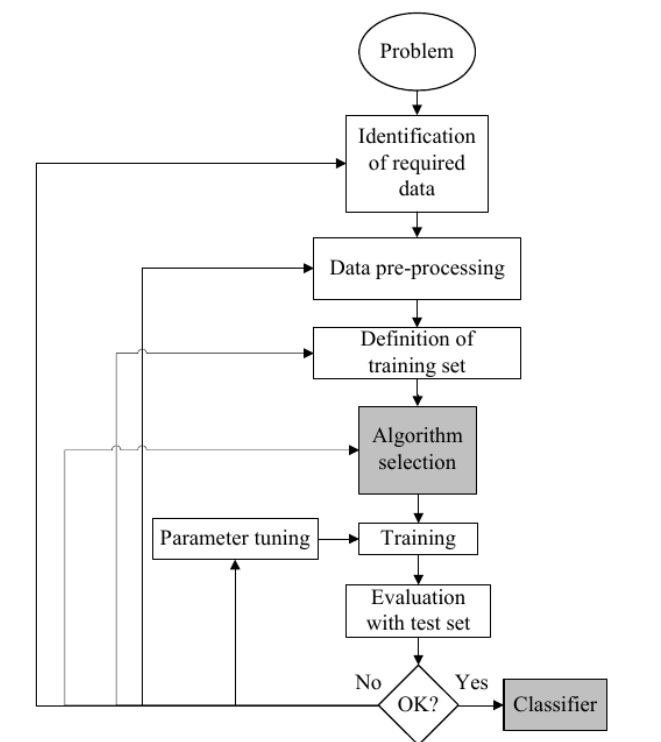 Problem
Identification
of required
data
Data pre-processing
Definition of
training set
Algorithm
selection
Parameter tuning
Training
Evaluation
with test set
No
OK?
Yes
Classifier